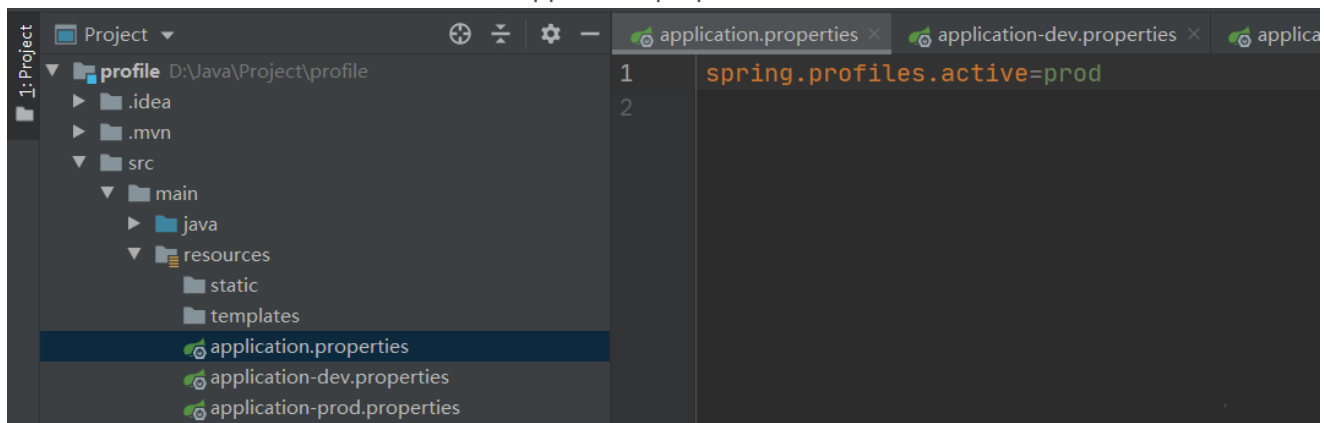 1: Project
Project
profile D:\Java\Project\profile
.idea
.mvn
src
main
java
resources
static
templates
application.properties
application-dev.properties
application-prod.properties
application.properties
application-dev.properties
applica
1 spring.profiles.active=prod
2